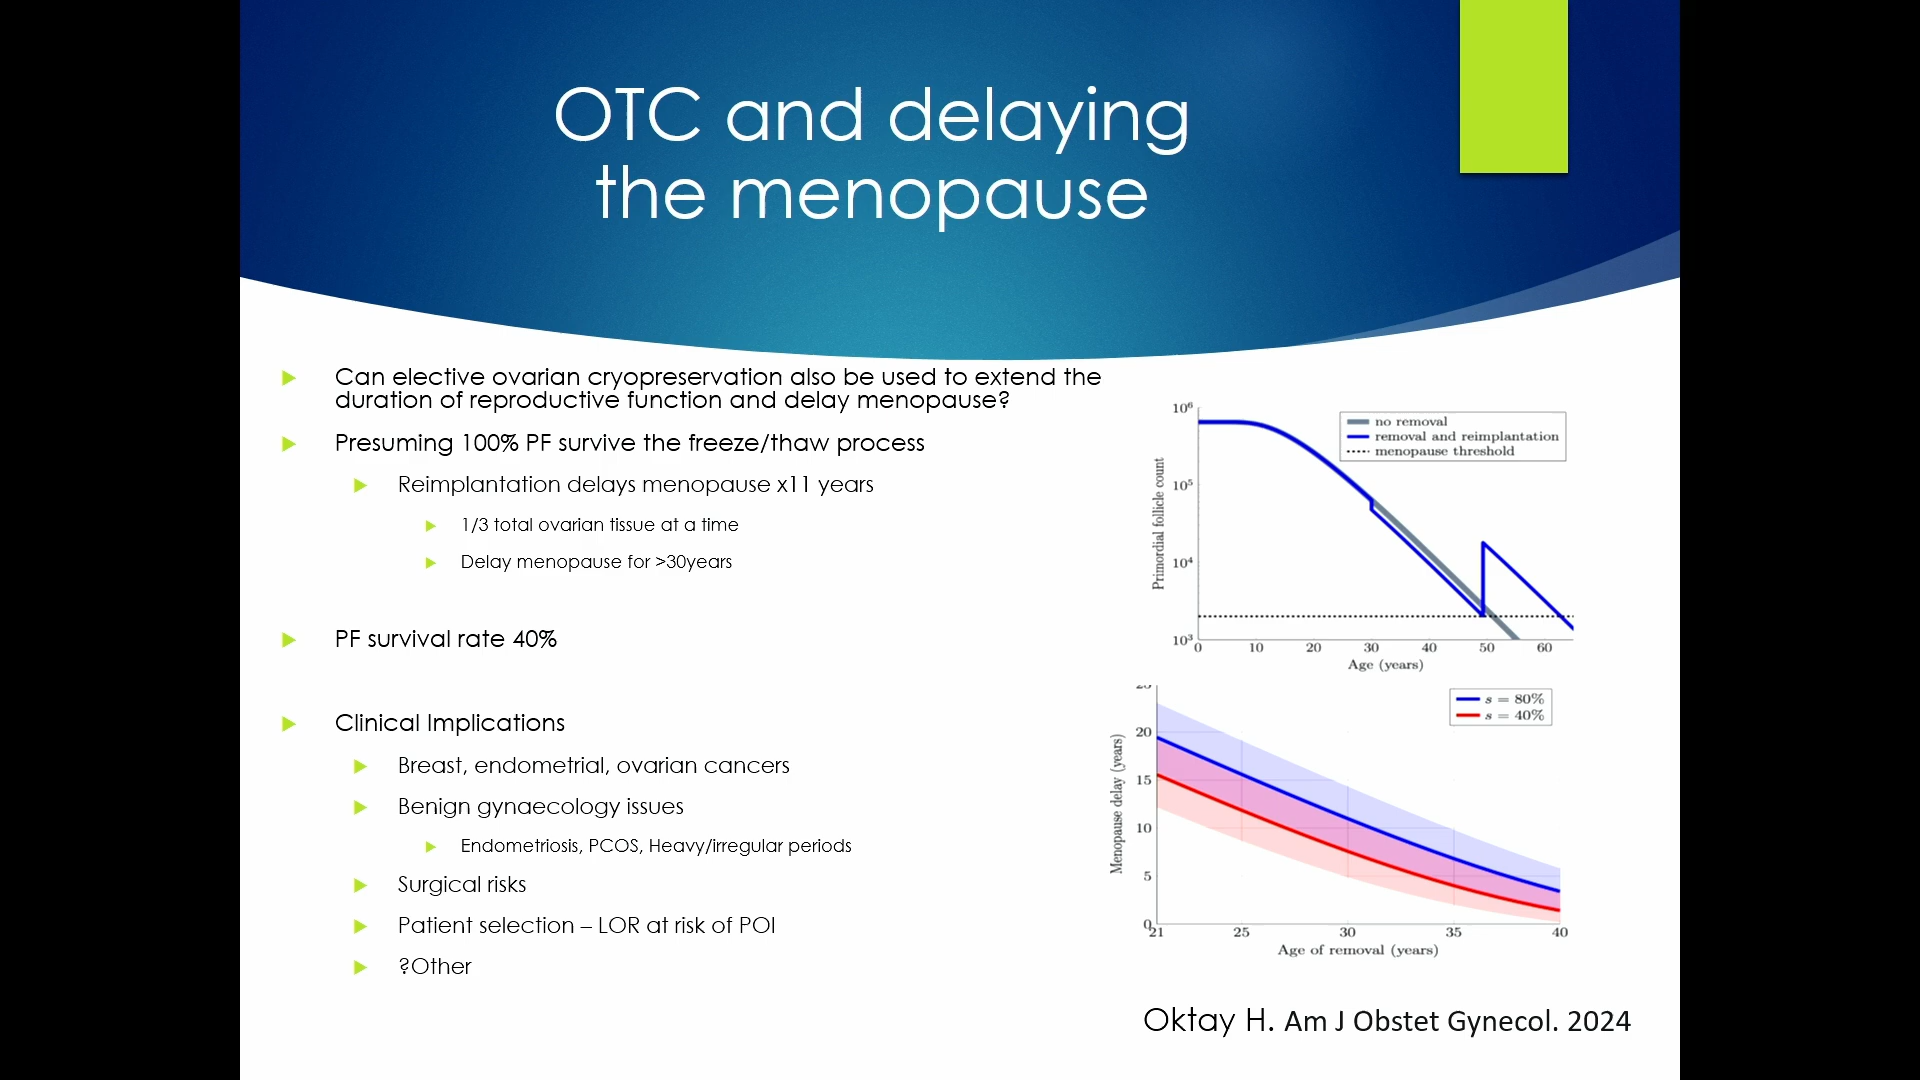 OTC and delaying
the menopause
Can elective ovarian cryopreservation also be used to extend the
duration of reproductive function and delay menopause?
Presuming 100% PF survive the freeze/thaw process
Reimplantation delays menopause x11 years
1/3 total ovarian tissue at a time
Delay menopause for >30years
PF survival rate 40%
Clinical Implications
Breast, endometrial, ovarian cancers
Benign gynaecology issues
Endometriosis, PCOS, Heavy/irregular periods
Surgical risks
Patient selection – LOR at risk of POI
?Other
no removal
removal and reimplantation
menopause threshold
Primordial follicle count
10⁶
10⁵
10⁴
10³
0 10 20 30 40 50 60
Age (years)
s = 80%
s = 40%
Menopause delay (years)
20
15
10
5
0
21 25 30 35 40
Age of removal (years)
Oktay H. Am J Obstet Gynecol. 2024